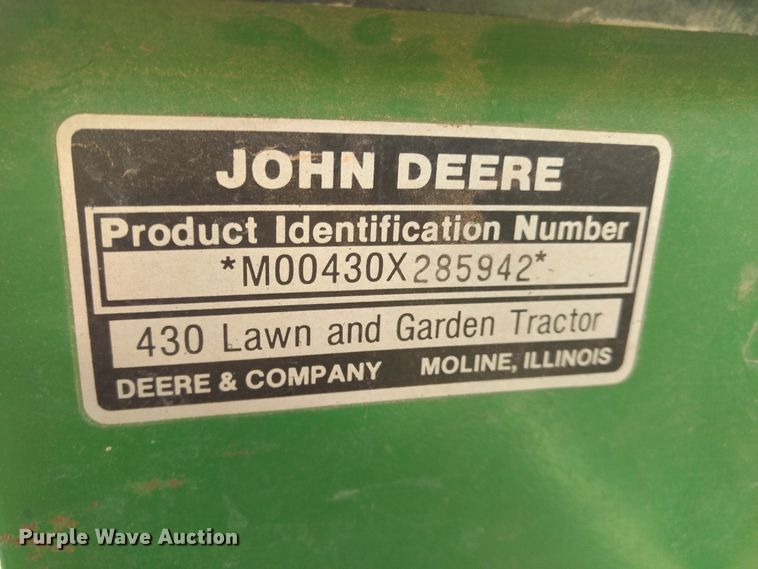 JOHN DEERE
Product Identification Number
*M00430X285942*
430 Lawn and Garden Tractor
DEERE & COMPANY MOLINE, ILLINOIS
Purple Wave Auction